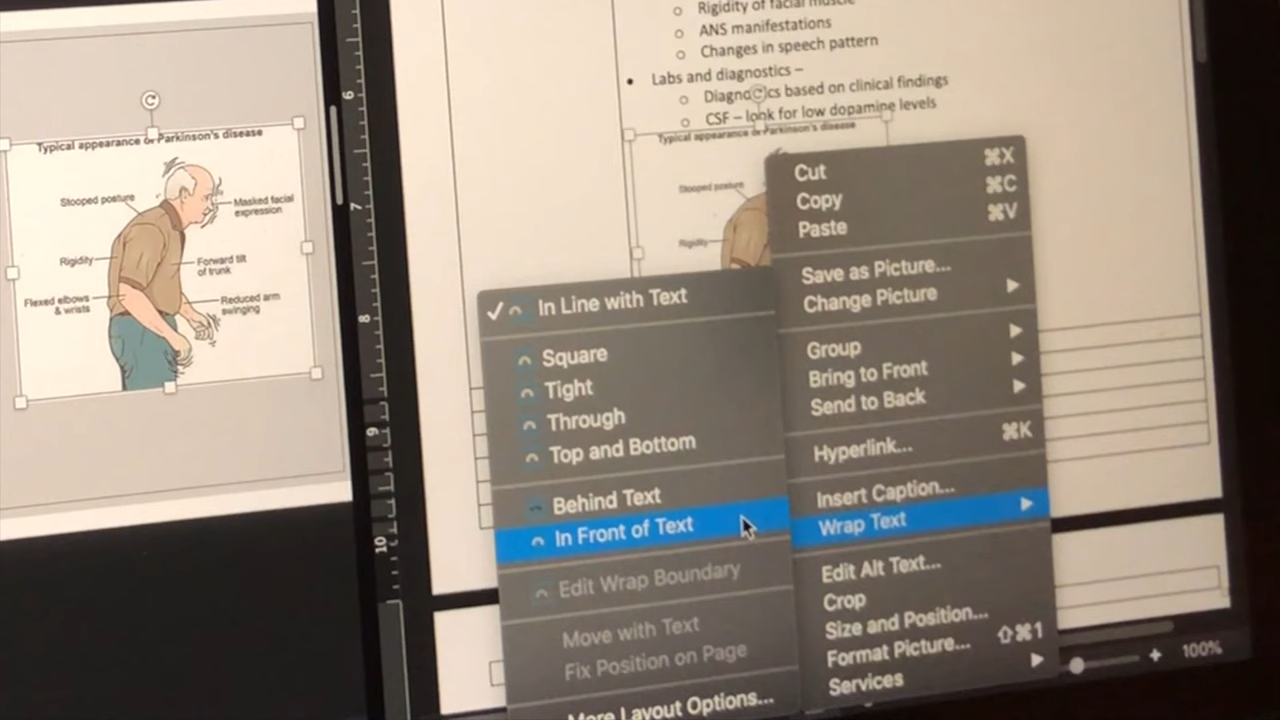 Typical appearance of Parkinson's disease
Stooped posture
Masked facial
expression
Rigidity
Forward tilt
of trunk
Flexed elbows
& wrists
Reduced arm
swinging
6
7
8
9
10
Rigidity of facial muscle
ANS manifestations
Changes in speech pattern
Labs and diagnostics –
Diagnostics based on clinical findings
CSF – look for low dopamine levels
Typical appearance of Parkinson's disease
Stooped posture
Rigidity
In Line with Text
Square
Tight
Through
Top and Bottom
Behind Text
In Front of Text
Edit Wrap Boundary
Move with Text
Fix Position on Page
More Layout Options...
Cut ⌘X
Copy ⌘C
Paste ⌘V
Save as Picture...
Change Picture
Group
Bring to Front
Send to Back
Hyperlink... ⌘K
Insert Caption...
Wrap Text
Edit Alt Text...
Crop
Size and Position...
Format Picture... ⇧⌘1
Services
100%